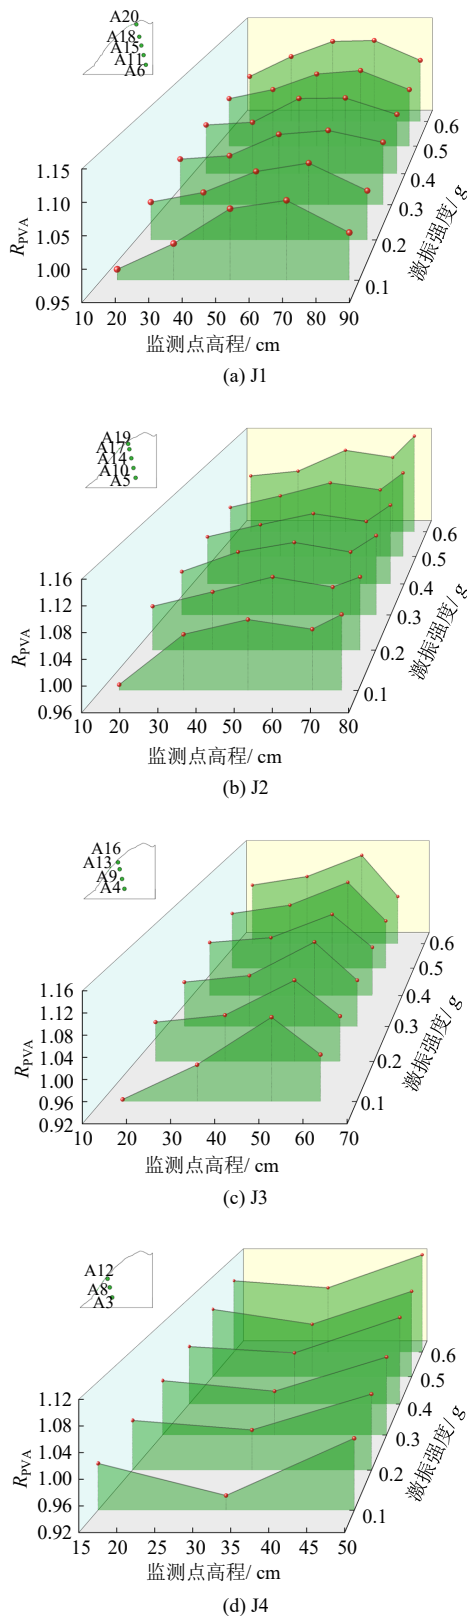 A20
A18
A15
A11
A6
1.15
1.10
1.05
1.00
0.95
R_PVA
10 20 30 40 50 60 70 80 90
监测点高程/ cm
0.1
0.2
0.3
0.4
0.5
0.6
激振强度/ g
(a) J1
A19
A17
A14
A10
A5
1.16
1.12
1.08
1.04
1.00
0.96
R_PVA
10 20 30 40 50 60 70 80
监测点高程/ cm
0.1
0.2
0.3
0.4
0.5
0.6
激振强度/ g
(b) J2
A16
A13
A9
A4
1.16
1.12
1.08
1.04
1.00
0.96
0.92
R_PVA
10 20 30 40 50 60 70
监测点高程/ cm
0.1
0.2
0.3
0.4
0.5
0.6
激振强度/ g
(c) J3
A12
A8
A3
1.12
1.08
1.04
1.00
0.96
0.92
R_PVA
15 20 25 30 35 40 45 50
监测点高程/ cm
0.1
0.2
0.3
0.4
0.5
0.6
激振强度/ g
(d) J4